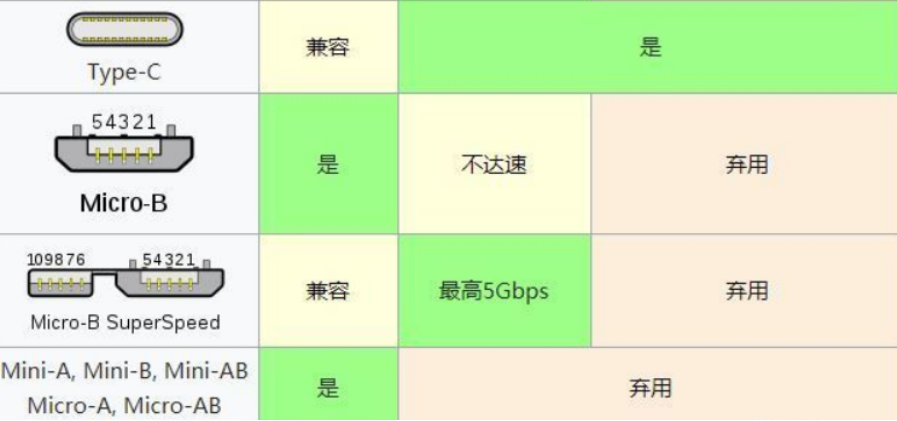 Type-C
兼容
是
54321
Micro-B
是
不达速
弃用
109876
54321
Micro-B SuperSpeed
兼容
最高5Gbps
弃用
Mini-A, Mini-B, Mini-AB
Micro-A, Micro-AB
是
弃用